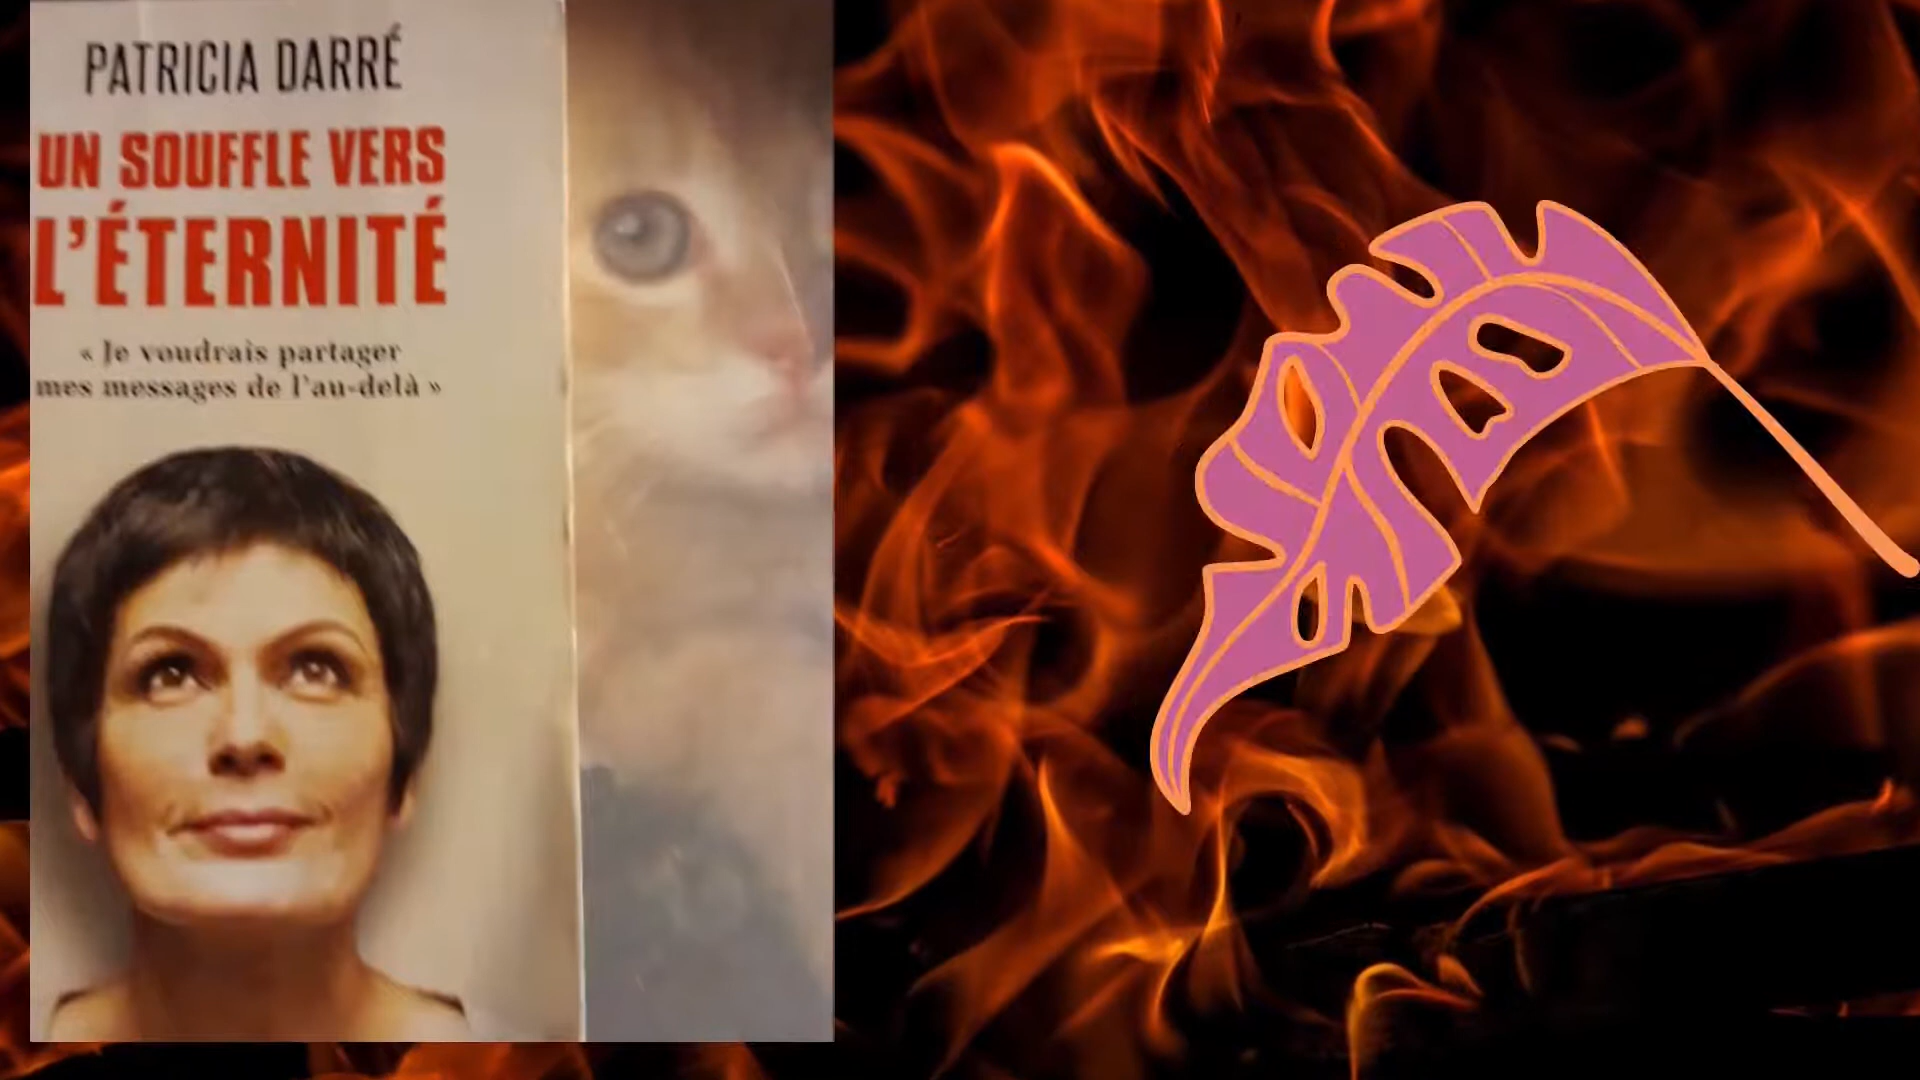 PATRICIA DARRÉ
UN SOUFFLE VERS
L'ÉTERNITÉ
« Je voudrais partager
mes messages de l'au-delà »